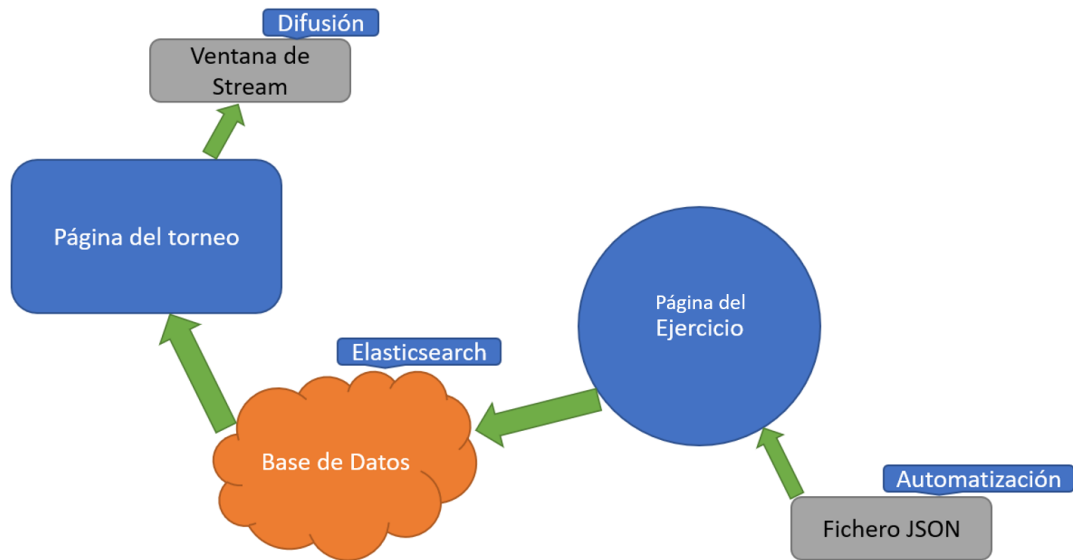 Difusión
Ventana de
Stream
Página del torneo
Página del
Ejercicio
Elasticsearch
Base de Datos
Automatización
Fichero JSON